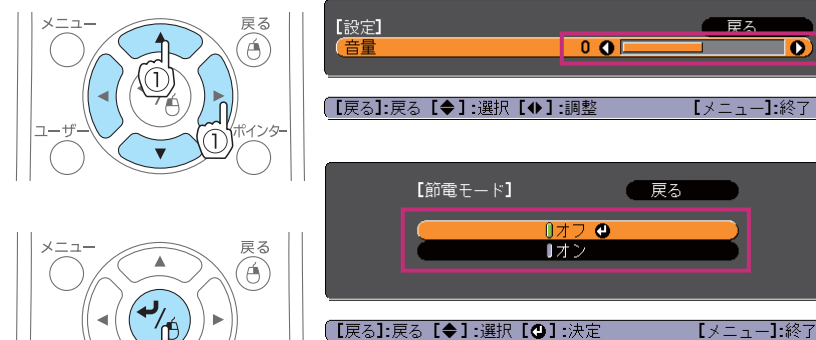 メニュー
戻る
①
①
ユーザー
ポインター
[設定]
戻る
音量
0
[戻る]:戻る [◆]:選択 [◀▶]:調整
[メニュー]:終了
[節電モード]
戻る
オフ
オン
メニュー
戻る
[戻る]:戻る [◆]:選択 [↵]:決定
[メニュー]:終了